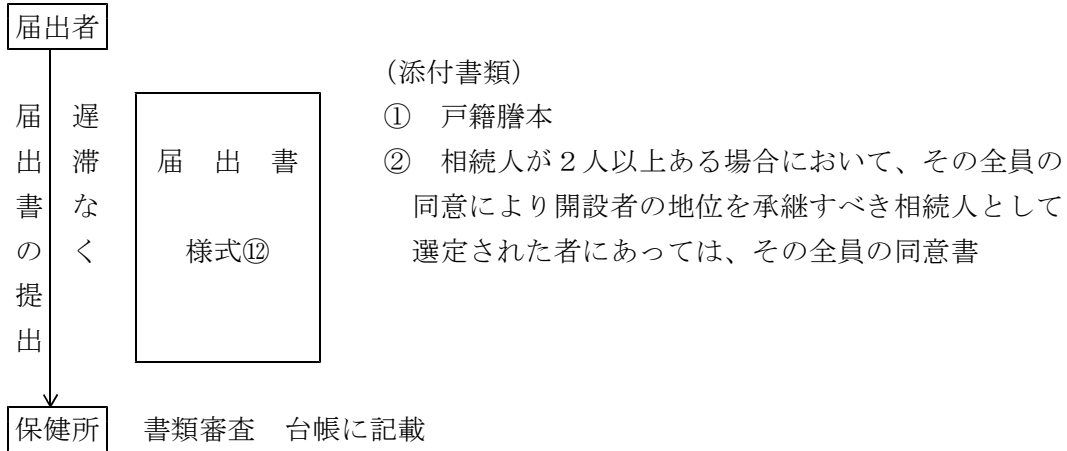 届出者
届出書の提出
遅滞なく
届　出　書
様式⑫
（添付書類）
①　戸籍謄本
②　相続人が２人以上ある場合において、その全員の
同意により開設者の地位を承継すべき相続人として
選定された者にあっては、その全員の同意書
保健所　書類審査　台帳に記載